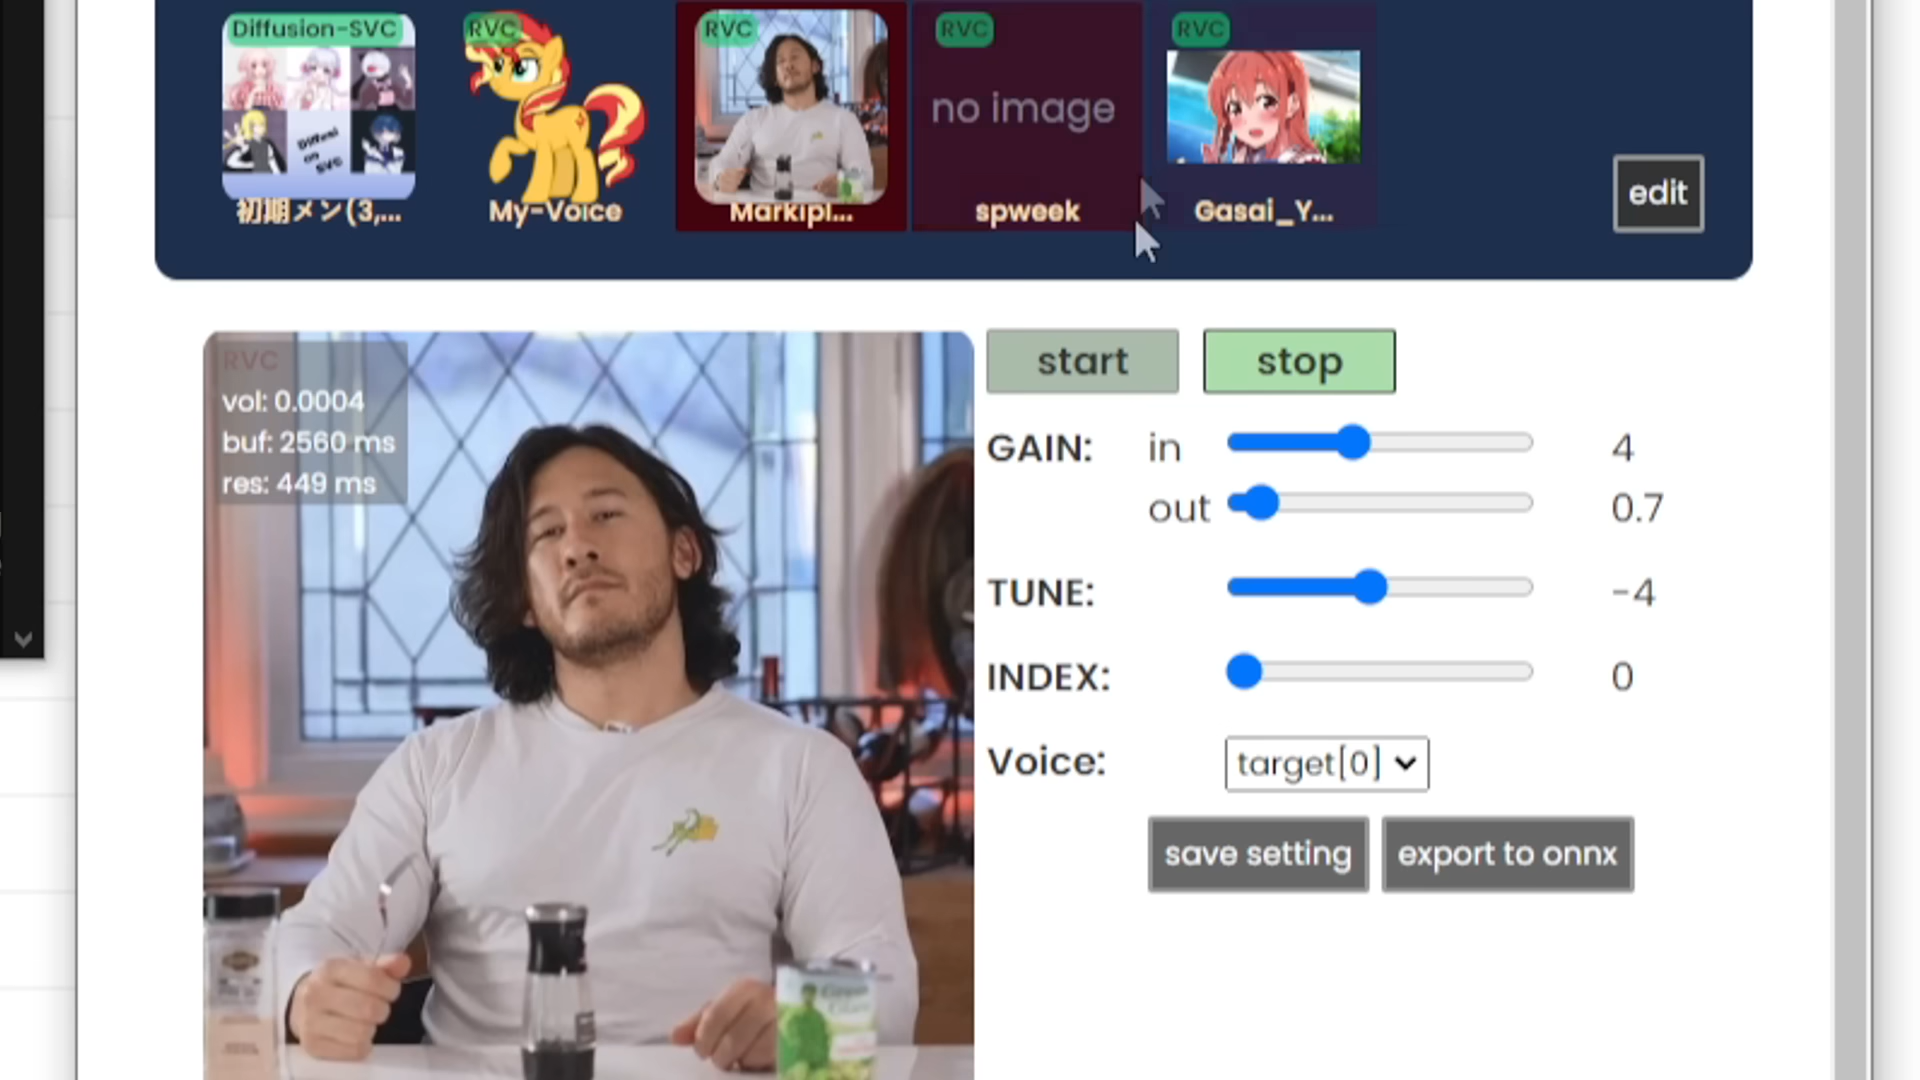 Diffusion-SVC
RVC
RVC
RVC
RVC
no image
初期メン(3,...
My-Voice
Markipl...
spweek
Gasai_Y...
edit
RVC
vol: 0.0004
buf: 2560 ms
res: 449 ms
start
stop
GAIN:
in
4
out
0.7
TUNE:
-4
INDEX:
0
Voice:
target[0]
save setting
export to onnx